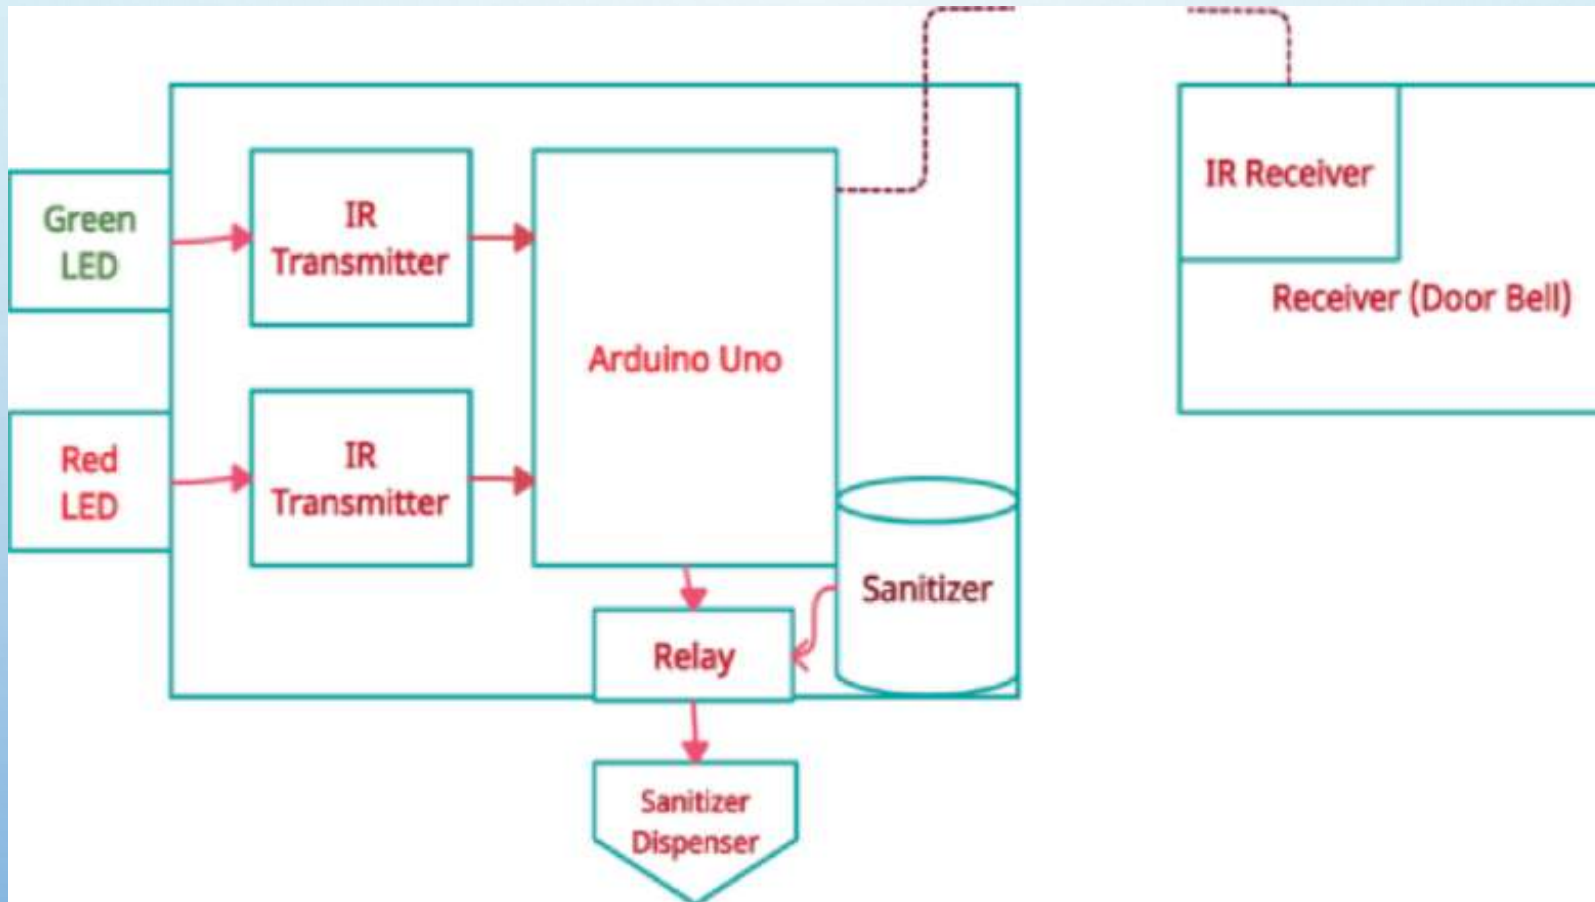 Green
LED
IR
Transmitter
Arduino Uno
IR Receiver
Receiver (Door Bell)
Red
LED
IR
Transmitter
Sanitizer
Relay
Sanitizer
Dispenser